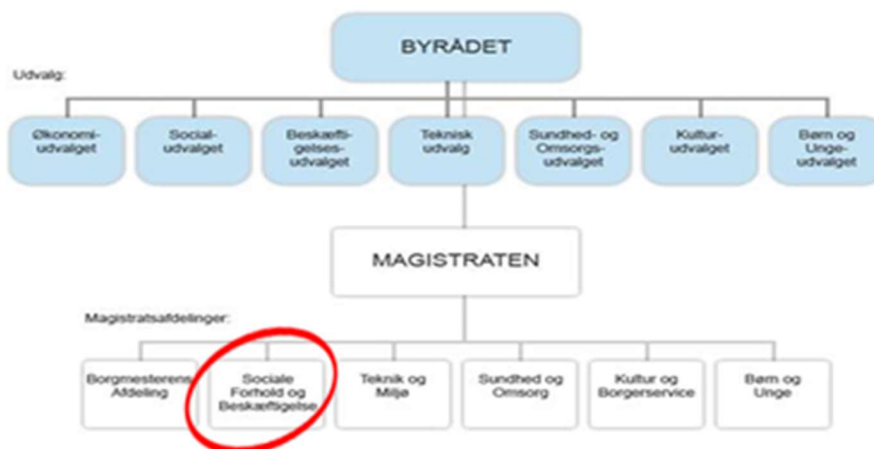 BYRÅDET
Udvalg:
Økonomi-
udvalget
Social-
udvalget
Beskæfti-
gelses-
udvalget
Teknisk
udvalg
Sundhed- og
Omsorgs-
udvalget
Kultur-
udvalget
Børn og
Unge-
udvalget
MAGISTRATEN
Magistratsafdelinger:
Borgmesterens
Afdeling
Sociale
Forhold og
Beskæftigelse
Teknik og
Miljø
Sundhed og
Omsorg
Kultur og
Borgerservice
Børn og
Unge